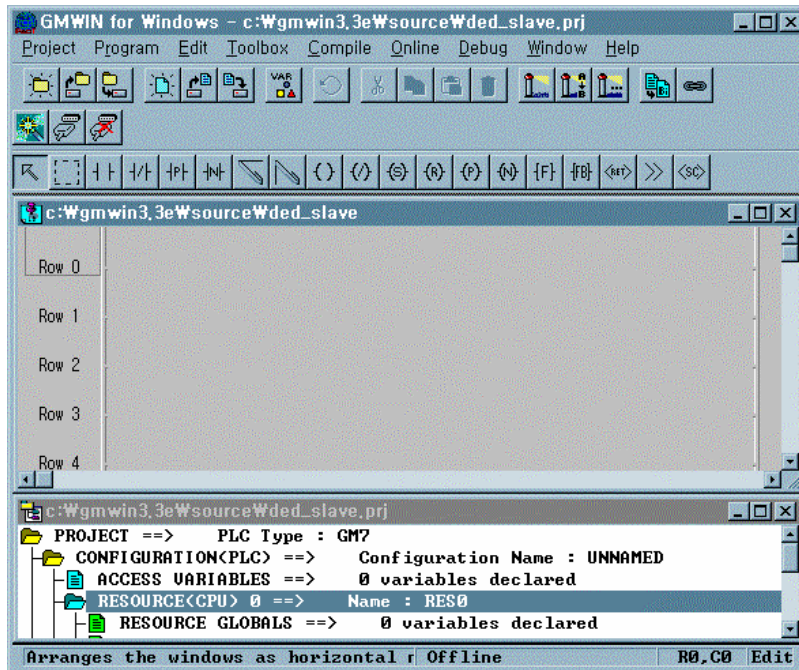 GMWIN for Windows - c:₩gmwin3,3e₩source₩ded_slave,prj
Project Program Edit Toolbox Compile Online Debug Window Help
VAR
c:₩gmwin3,3e₩source₩ded_slave
Row 0
Row 1
Row 2
Row 3
Row 4
c:₩gmwin3,3e₩source₩ded_slave,prj
PROJECT ==> PLC Type : GM7
CONFIGURATION(PLC) ==> Configuration Name : UNNAMED
ACCESS VARIABLES ==> 0 variables declared
RESOURCE(CPU) 0 ==> Name : RES0
RESOURCE GLOBALS ==> 0 variables declared
Arranges the windows as horizontal r Offline R0,C0 Edit